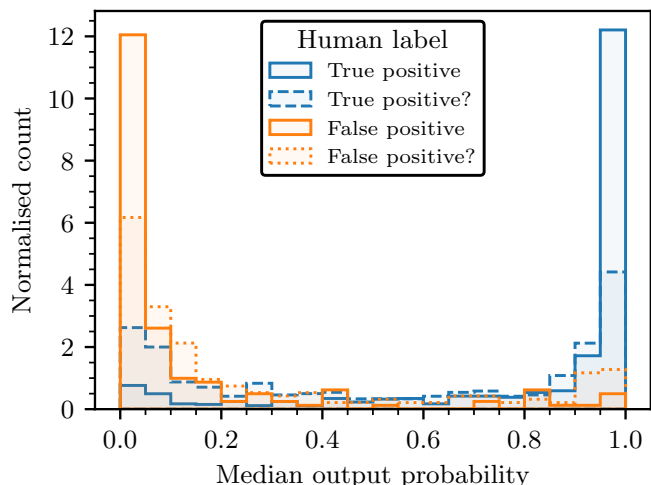 Human label
True positive
True positive?
False positive
False positive?
Normalised count
12
10
8
6
4
2
0
0.0 0.2 0.4 0.6 0.8 1.0
Median output probability